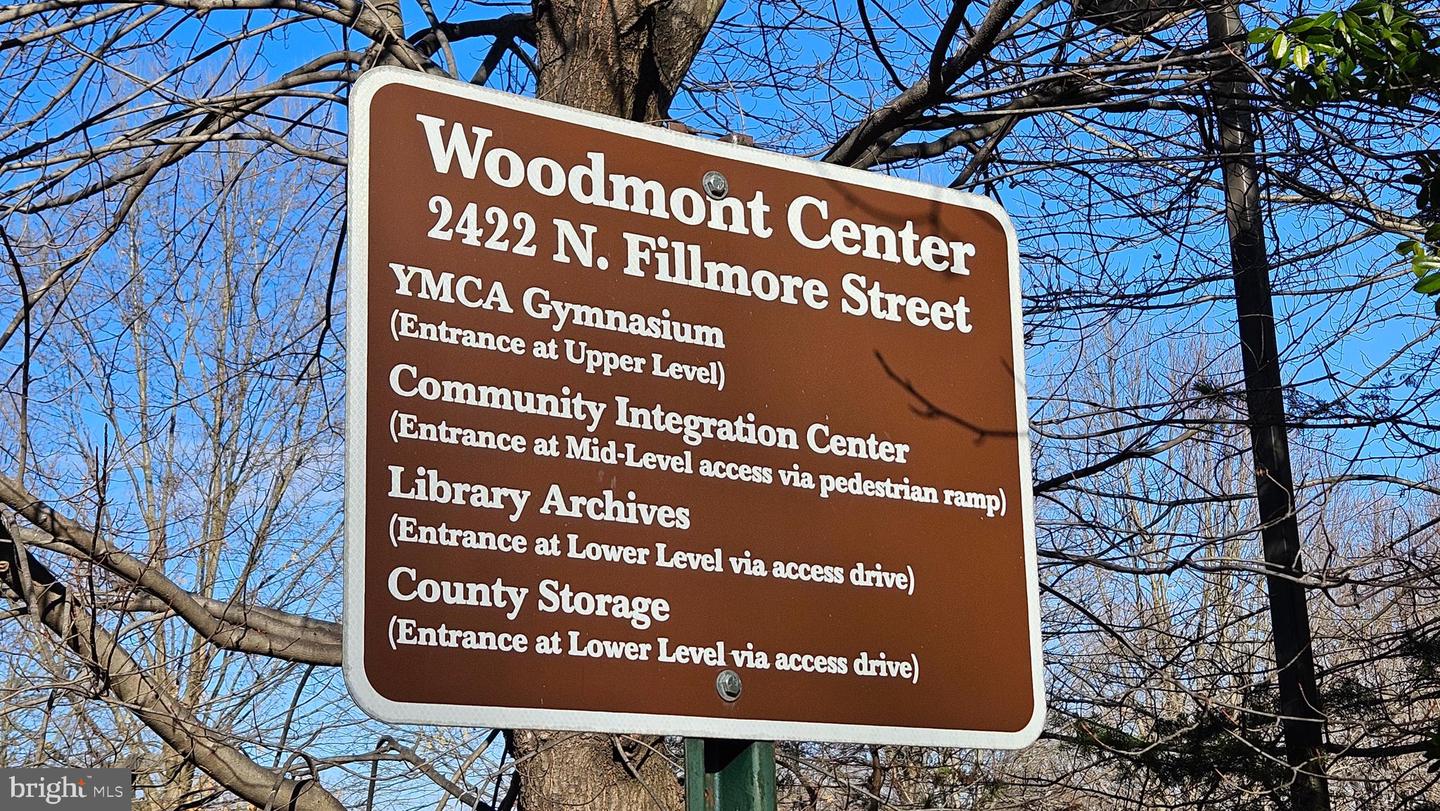 Woodmont Center
2422 N. Fillmore Street
YMCA Gymnasium
(Entrance at Upper Level)
Community Integration Center
(Entrance at Mid-Level access via pedestrian ramp)
Library Archives
(Entrance at Lower Level via access drive)
County Storage
(Entrance at Lower Level via access drive)
bright MLS